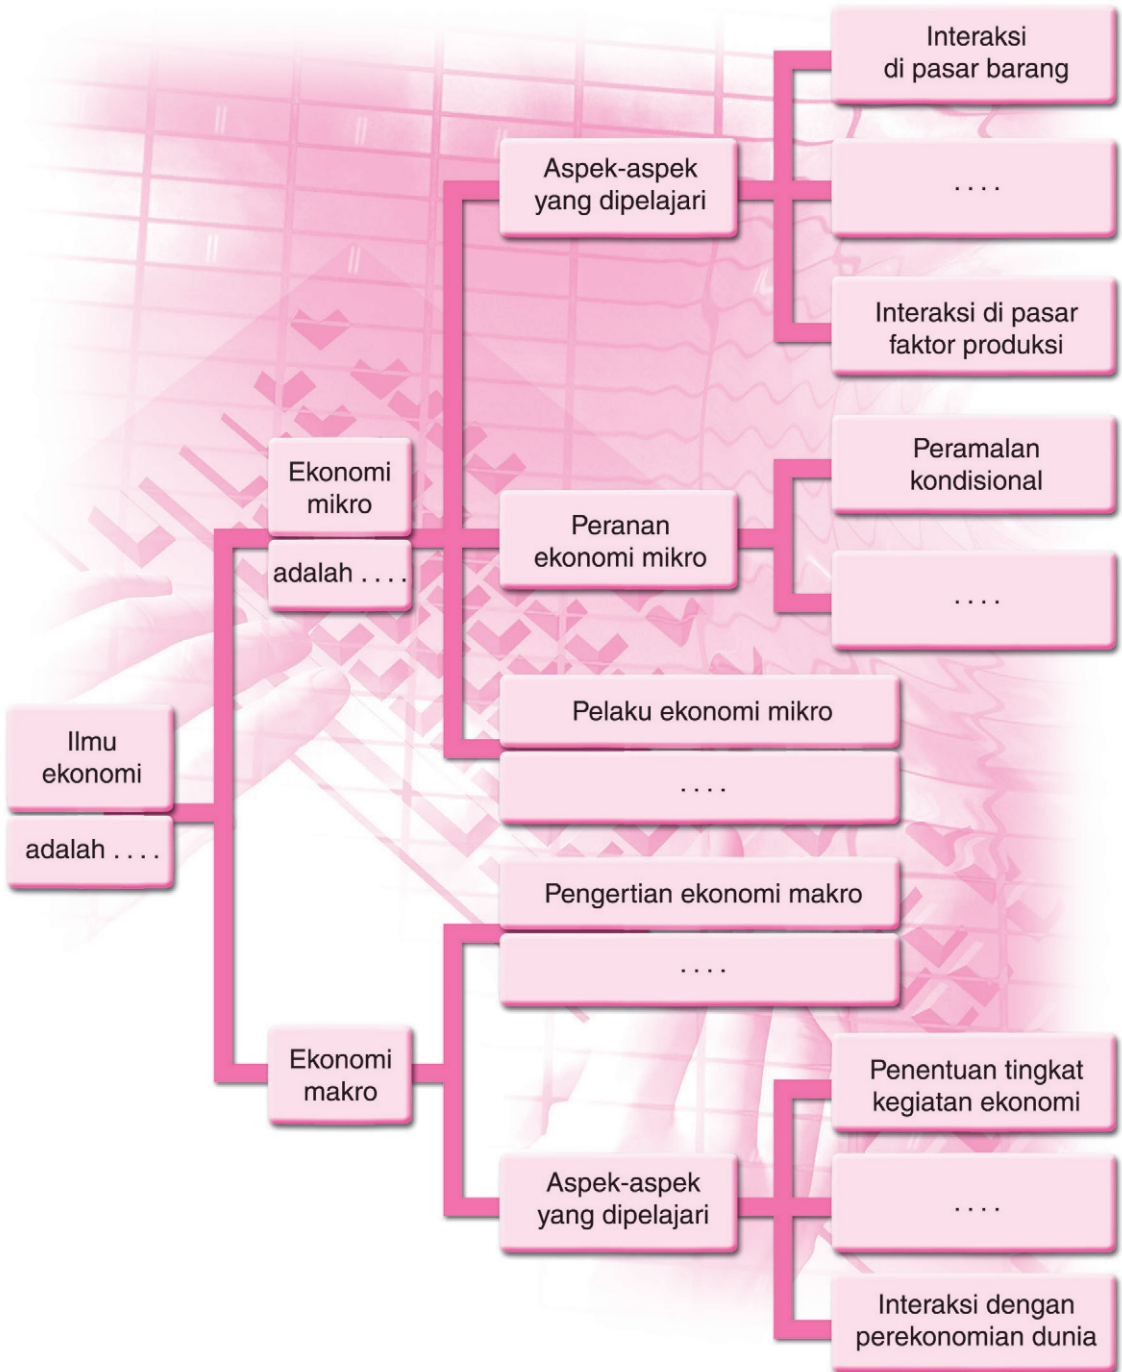 Interaksi
di pasar barang
Aspek-aspek
yang dipelajari
. . . .
Interaksi di pasar
faktor produksi
Ekonomi
mikro
adalah . . . .
Peramalan
kondisional
Peranan
ekonomi mikro
. . . .
Pelaku ekonomi mikro
. . . .
Ilmu
ekonomi
adalah . . . .
Pengertian ekonomi makro
. . . .
Ekonomi
makro
Penentuan tingkat
kegiatan ekonomi
Aspek-aspek
yang dipelajari
. . . .
Interaksi dengan
perekonomian dunia